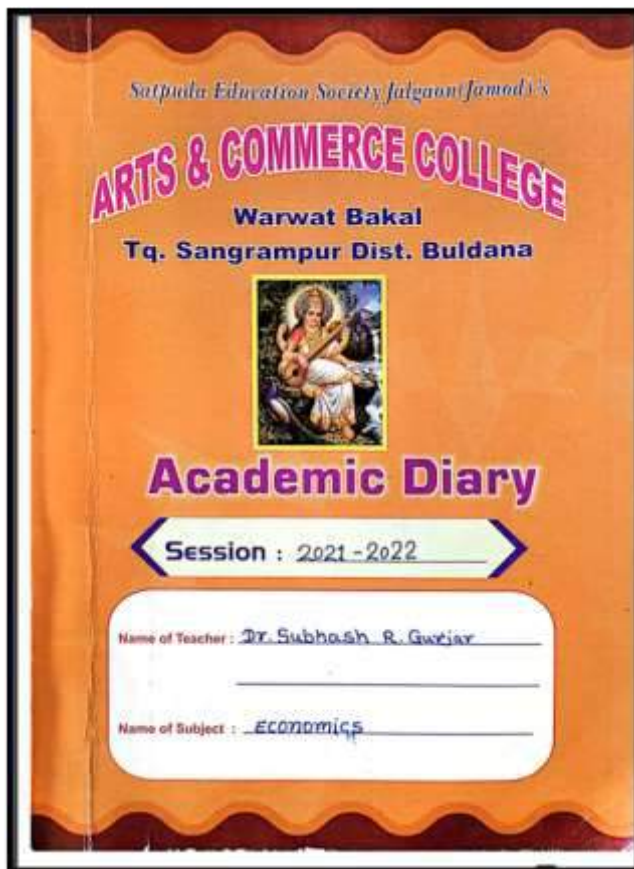 Satpuda Education Society Jalgaon(Jamod)'s
ARTS & COMMERCE COLLEGE
Warwat Bakal
Tq. Sangrampur Dist. Buldana
Academic Diary
Session : 2021-2022
Name of Teacher : Dr. Subhash R. Gurjar
Name of Subject : Economics